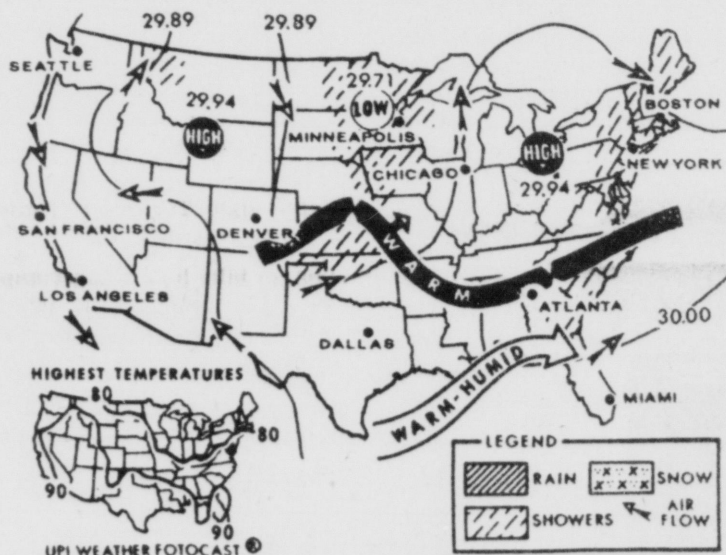 29.89
29.89
SEATTLE
29.94
29.71
HIGH
LOW
MINNEAPOLIS
BOSTON
HIGH
CHICAGO
29.94
NEW YORK
SAN FRANCISCO
DENVER
WARM
LOS ANGELES
ATLANTA
30.00
DALLAS
WARM-HUMID
MIAMI
HIGHEST TEMPERATURES
80
80
90
90
UPI WEATHER FOTOCAST ®
LEGEND
RAIN
SNOW
SHOWERS
AIR
FLOW